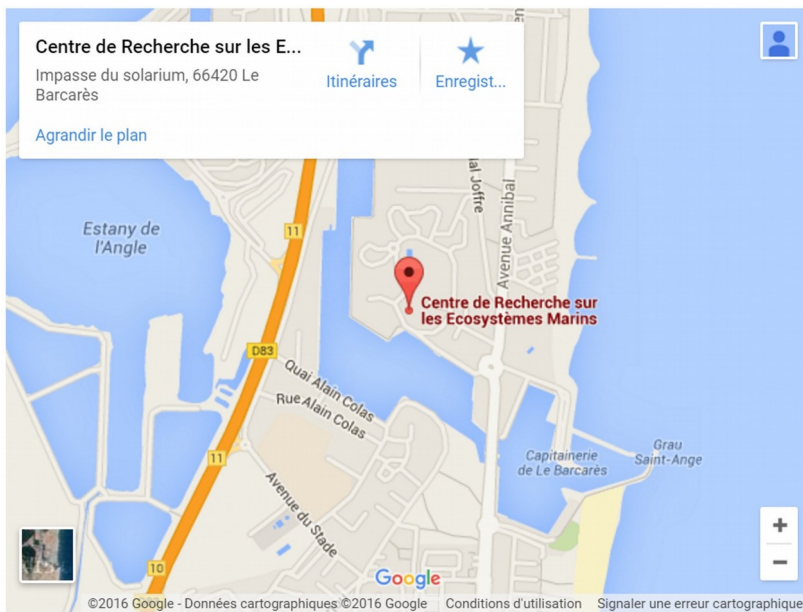 Centre de Recherche sur les E...
Impasse du solarium, 66420 Le
Barcarès
Itinéraires
Enregist...
Agrandir le plan
al Joffre
Avenue Annibal
Estany de
l'Angle
11
Centre de Recherche sur
les Ecosystèmes Marins
D83
Quai Alain Colas
Rue Alain Colas
11
Avenue du Stade
Capitainerie
de Le Barcarès
Grau
Saint-Ange
10
+
−
Google
©2016 Google - Données cartographiques ©2016 Google
Conditions d'utilisation
Signaler une erreur cartographique